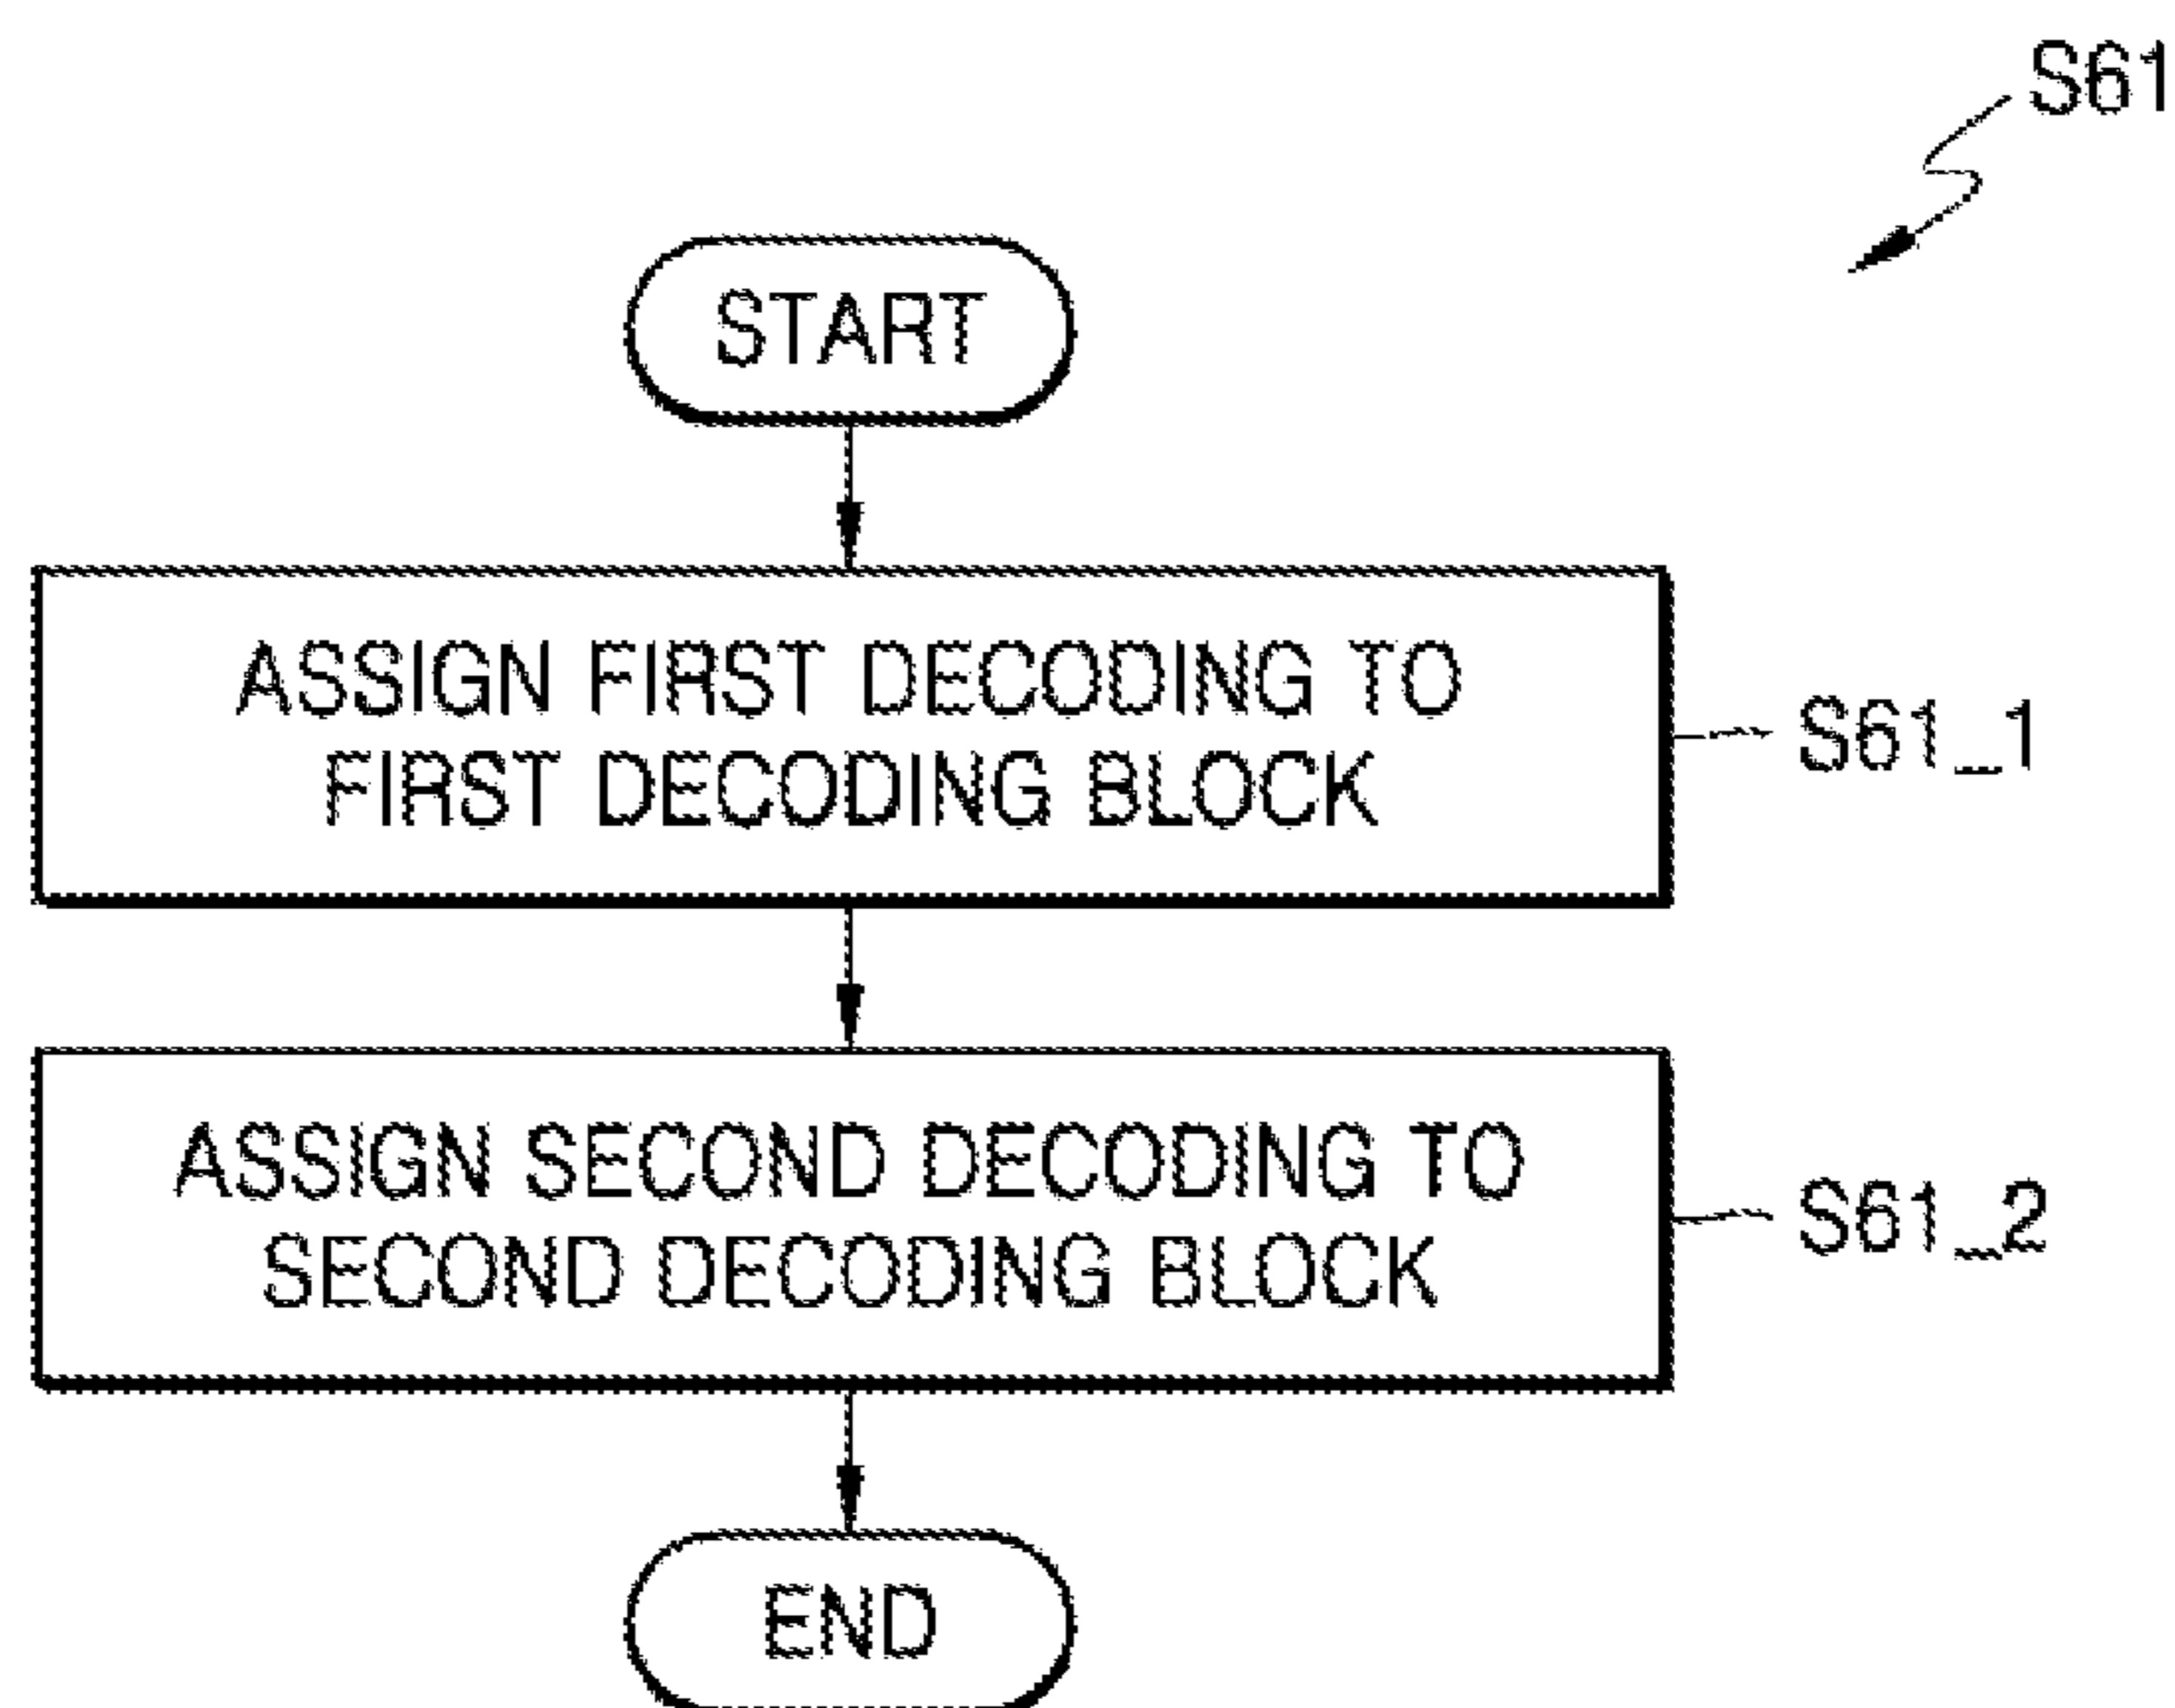 S61
START
ASSIGN FIRST DECODING TO
FIRST DECODING BLOCK
S61_1
ASSIGN SECOND DECODING TO
SECOND DECODING BLOCK
S61_2
END